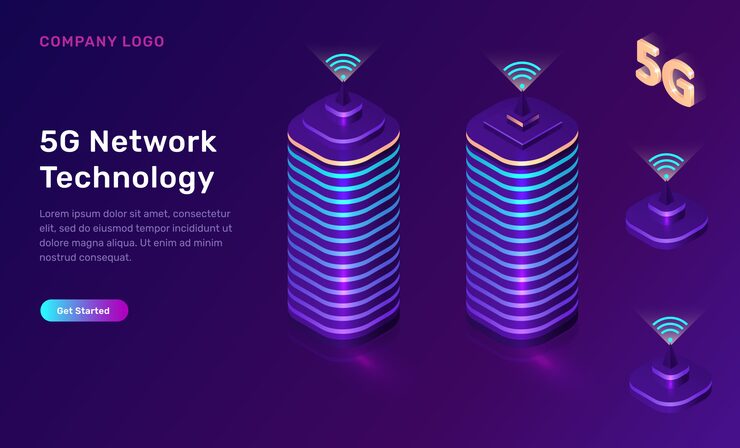 COMPANY LOGO
5G
5G Network
Technology
Lorem ipsum dolor sit amet, consectetur
elit, sed do eiusmod tempor incididunt ut
dolore magna aliqua. Ut enim ad minim
nostrud consequat.
Get Started